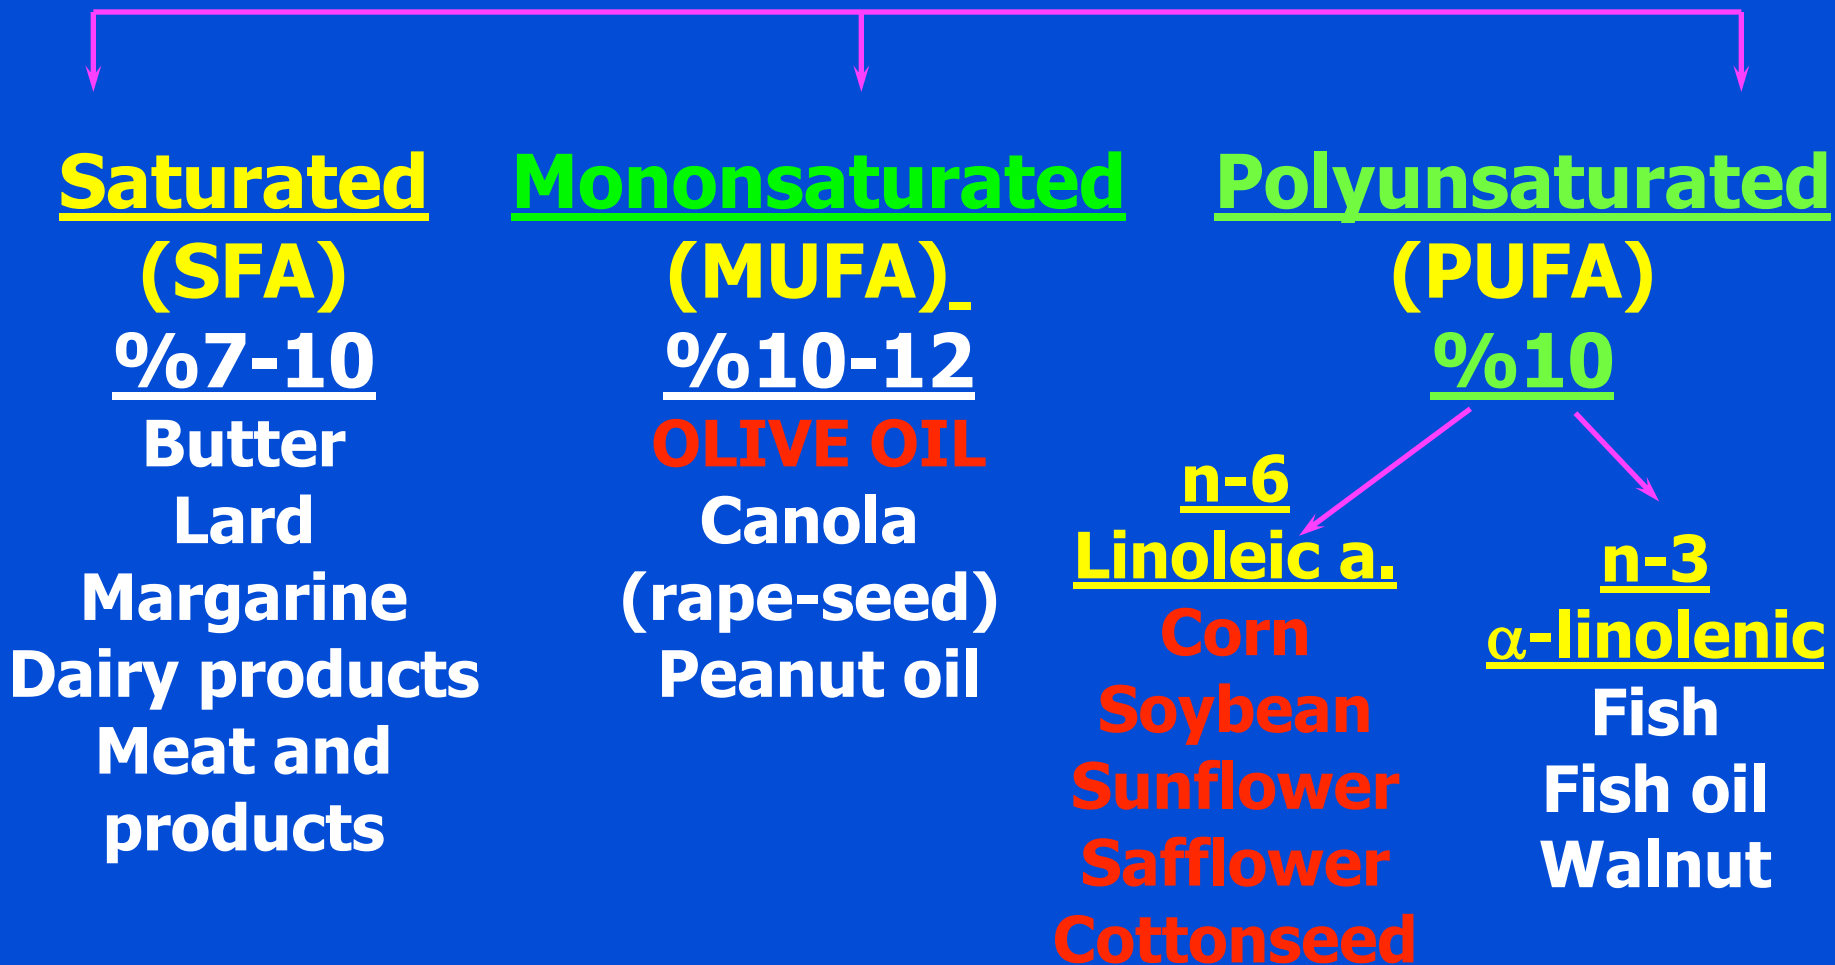 Saturated
(SFA)
%7-10
Butter
Lard
Margarine
Dairy products
Meat and
products
Mononsaturated
(MUFA)
%10-12
OLIVE OIL
Canola
(rape-seed)
Peanut oil
Polyunsaturated
(PUFA)
%10
n-6
Linoleic a.
Corn
Soybean
Sunflower
Safflower
Cottonseed
n-3
α-linolenic
Fish
Fish oil
Walnut